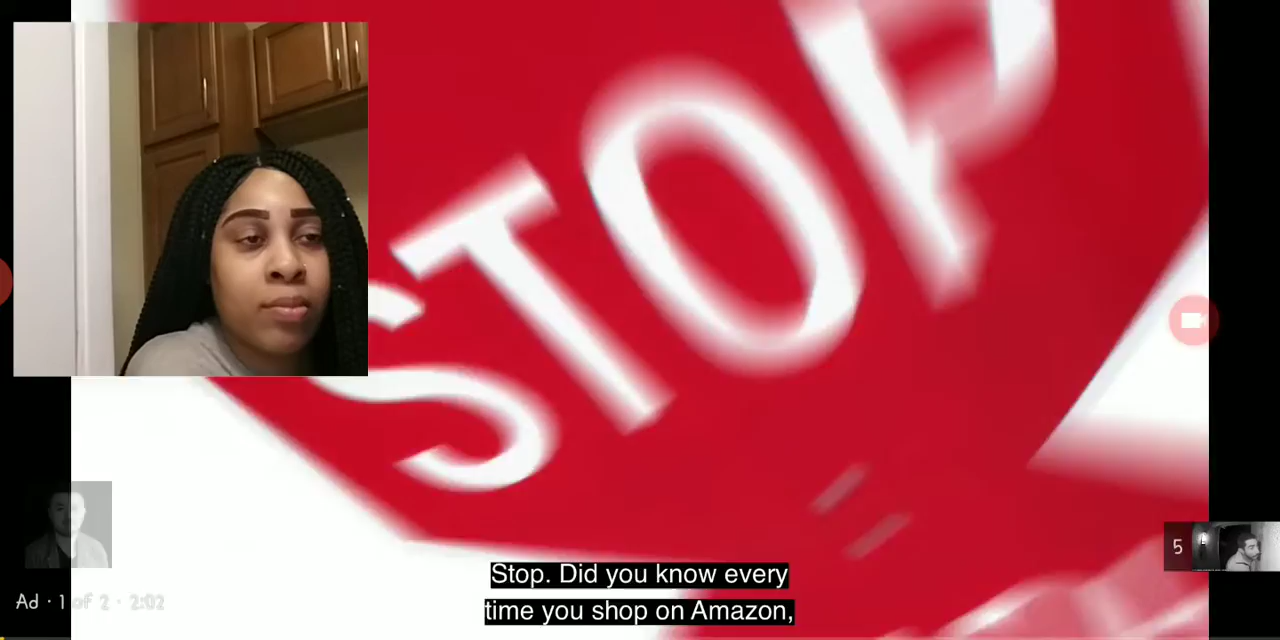 STOP
5
Stop. Did you know every
time you shop on Amazon,
Ad · 1 of 2 · 2:02